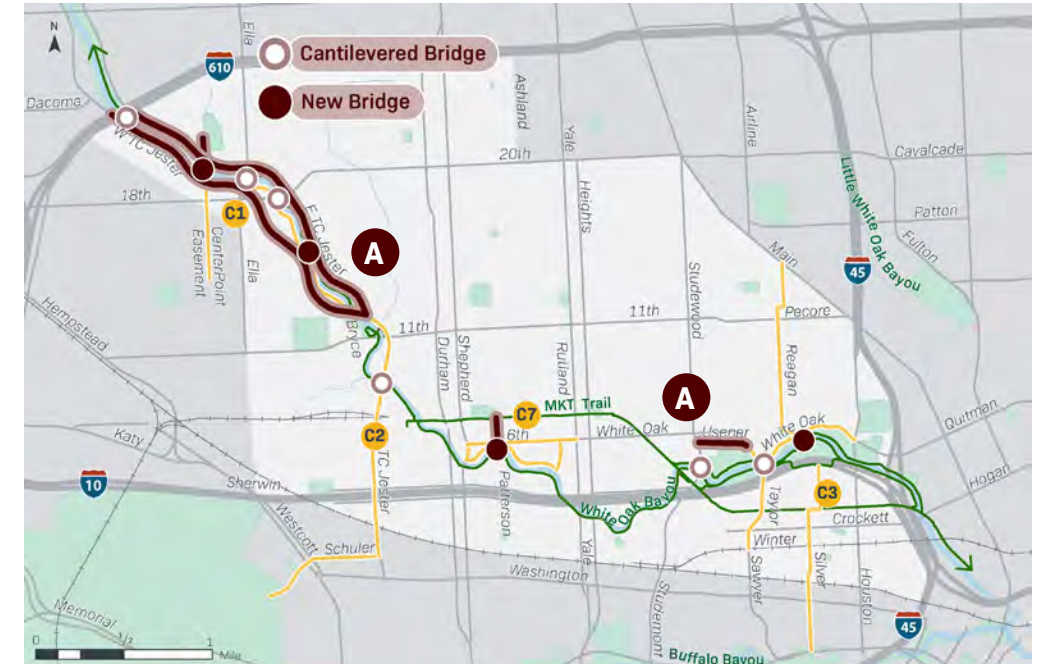 N
Ella
Cantilevered Bridge
610
Dacoma
New Bridge
Ashland
Yale
Airline
W TC Jester
20th
Cavalcade
Little White Oak Bayou
18th
C1
E TC Jester
Heights
Patton
CenterPoint
Easement
Ella
A
Studewood
Main
Fulton
45
Hempstead
Bryce
11th
11th
Pecore
Durham
Shepherd
Rutland
Reagan
A
MKT Trail
C7
6th
White Oak
Usener
White Oak
Quitman
Katy
C2
TC Jester
10
Sherwin
Patterson
White Oak Bayou
Taylor
C3
Hogan
Crockett
Westcott
Schuler
Winter
Washington
Yale
Studemont
Sawyer
Silver
Houston
Memorial
0
1/2
1
Mile
45
Buffalo Bayou